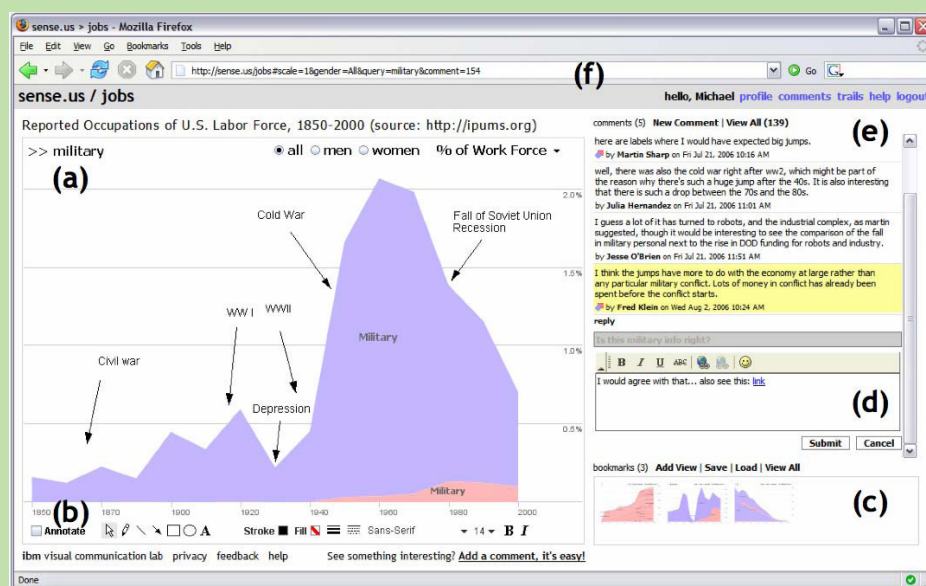 sense.us > jobs - Mozilla Firefox
File Edit View Go Bookmarks Tools Help
http://sense.us/jobs#scale=1&gender=All&query=military&comment=154
Go
(f)
sense.us / jobs
hello, Michael profile comments trails help logout
Reported Occupations of U.S. Labor Force, 1850-2000 (source: http://ipums.org)
>> military
all men women
% of Work Force
(a)
2.0%
1.5%
1.0%
0.5%
Cold War
Fall of Soviet Union
Recession
WW I
WWII
Military
Civil war
Depression
Military
1850 1870 1900 1920 1940 1960 1980 2000
(b)
Annotate
A
Stroke Fill Sans-Serif 14 B I
ibm visual communication lab privacy feedback help
See something interesting? Add a comment, it's easy!
comments (5) New Comment | View All (139)
(e)
here are labels where I would have expected big jumps.
by Martin Sharp on Fri Jul 21, 2006 10:16 AM
well, there was also the cold war right after ww2, which might be part of
the reason why there's such a huge jump after the 40s. It is also interesting
that there is such a drop between the 70s and the 80s.
by Julia Hernandez on Fri Jul 21, 2006 11:01 AM
I guess a lot of it has turned to robots, and the industrial complex, as martin
suggested, though it would be interesting to see the comparison of the fall
in military personal next to the rise in DOD funding for robots and industry.
by Jesse O'Brien on Fri Jul 21, 2006 11:51 AM
I think the jumps have more to do with the economy at large rather than
any particular military conflict. Lots of money in conflict has already been
spent before the conflict starts.
by Fred Klein on Wed Aug 2, 2006 10:24 AM
reply
Is this military info right?
B I U ABC
I would agree with that... also see this: link
(d)
Submit Cancel
bookmarks (3) Add View | Save | Load | View All
(c)
Done